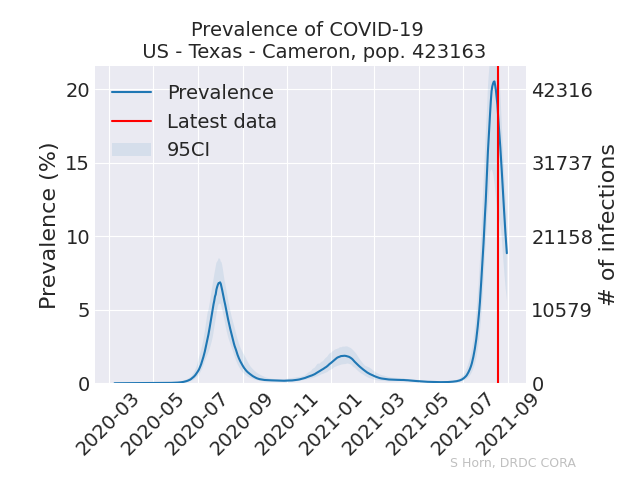 Prevalence of COVID-19
US - Texas - Cameron, pop. 423163
Prevalence
Latest data
95CI
Prevalence (%)
20
15
10
5
0
42316
31737
21158
10579
0
# of infections
2020-03
2020-05
2020-07
2020-09
2020-11
2021-01
2021-03
2021-05
2021-07
2021-09
S Horn, DRDC CORA